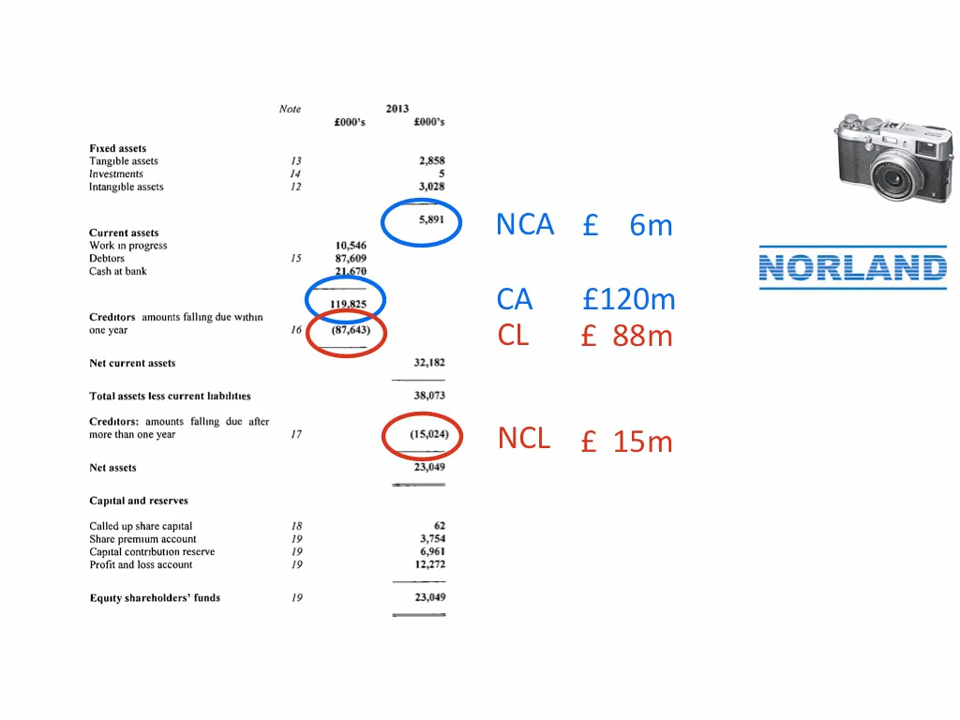 Note 2013
£000's £000's
Fixed assets
Tangible assets 13 2,858
Investments 14 5
Intangible assets 12 3,028
5,891 NCA £ 6m
Current assets
Work in progress 10,546
Debtors 15 87,609
Cash at bank 21,670
119,825 CA £120m
Creditors amounts falling due within
one year 16 (87,643) CL £ 88m
Net current assets 32,182
Total assets less current liabilities 38,073
Creditors: amounts falling due after
more than one year 17 (15,024) NCL £ 15m
Net assets 23,049
Capital and reserves
Called up share capital 18 62
Share premium account 19 3,754
Capital contribution reserve 19 6,961
Profit and loss account 19 12,272
Equity shareholders' funds 19 23,049
NORLAND